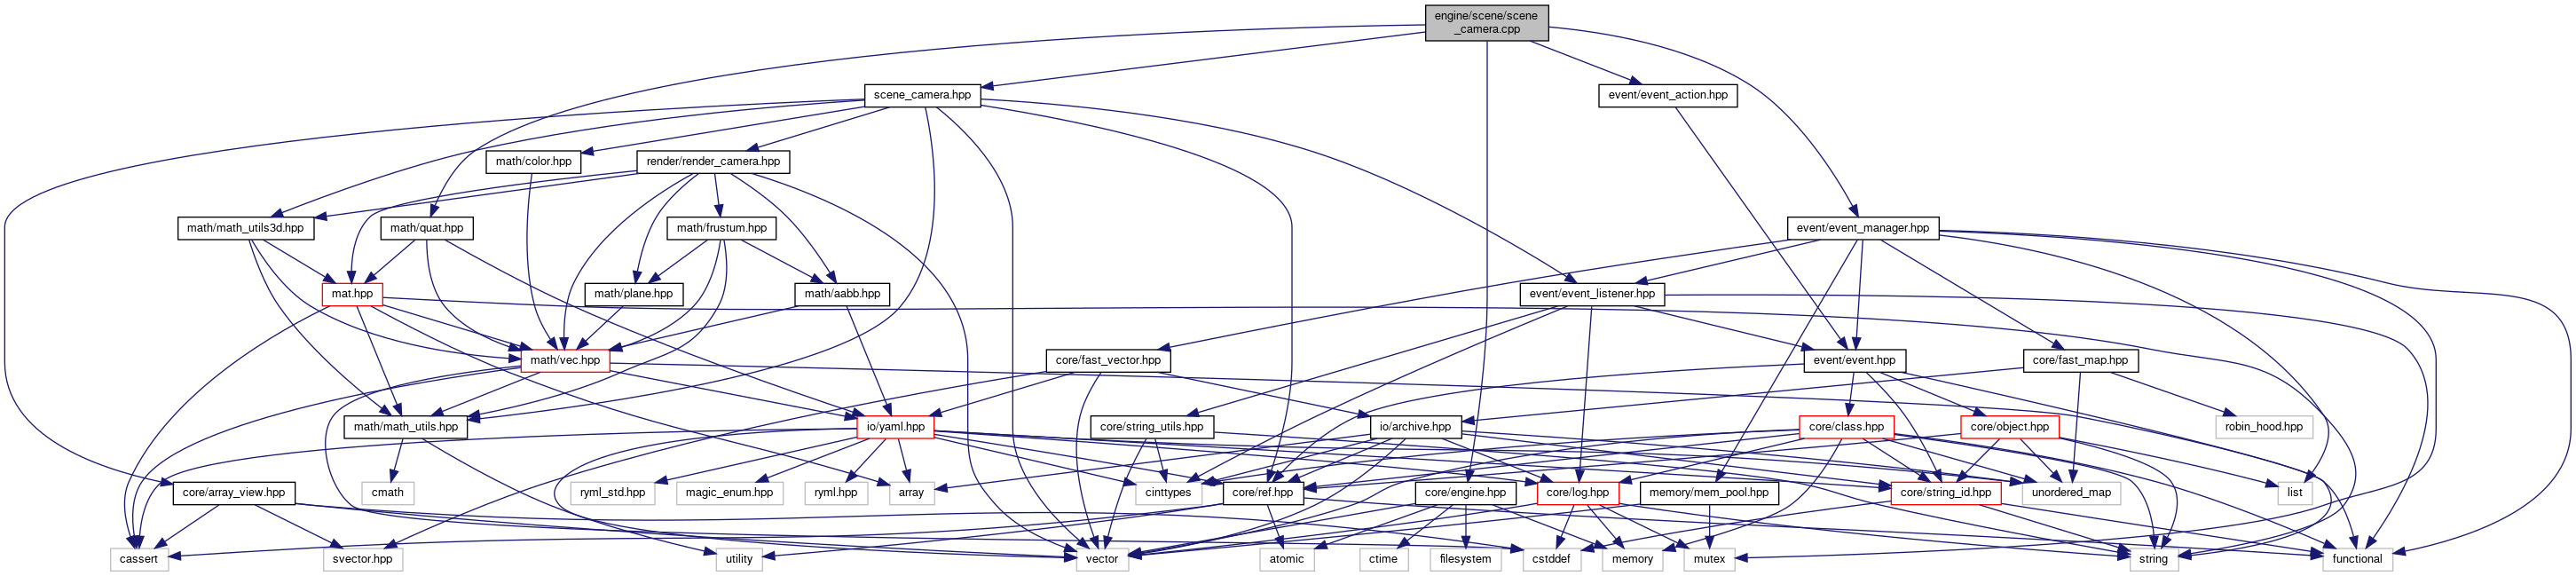 engine/scene/scene
_camera.cpp
scene_camera.hpp
event/event_action.hpp
math/color.hpp
render/render_camera.hpp
math/math_utils3d.hpp
math/quat.hpp
math/frustum.hpp
event/event_manager.hpp
mat.hpp
math/plane.hpp
math/aabb.hpp
event/event_listener.hpp
math/vec.hpp
core/fast_vector.hpp
event/event.hpp
core/fast_map.hpp
math/math_utils.hpp
io/yaml.hpp
core/string_utils.hpp
io/archive.hpp
core/class.hpp
core/object.hpp
robin_hood.hpp
core/array_view.hpp
cmath
ryml_std.hpp
magic_enum.hpp
ryml.hpp
array
cinttypes
core/ref.hpp
core/engine.hpp
core/log.hpp
memory/mem_pool.hpp
core/string_id.hpp
unordered_map
list
cassert
svector.hpp
utility
vector
atomic
ctime
filesystem
cstddef
memory
mutex
string
functional